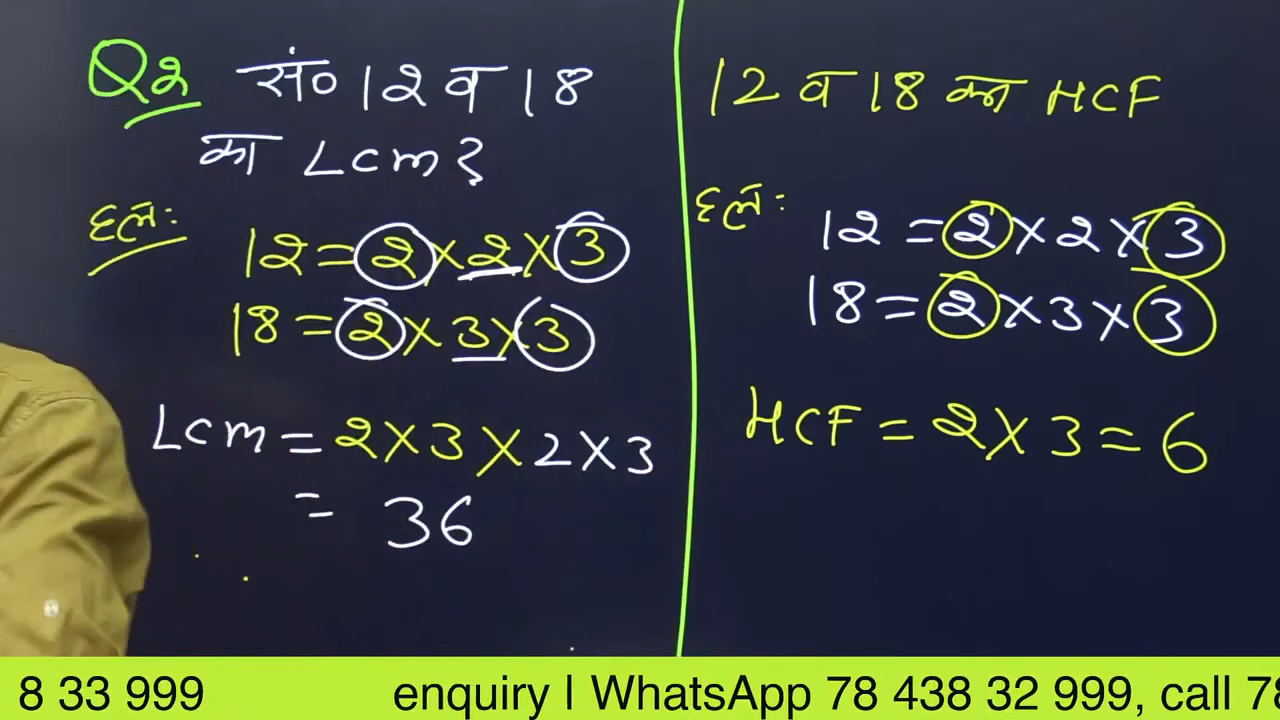 Q2 सं० 12 व 18
का Lcm?
हल:
12 = 2 × 2 × 3
18 = 2 × 3 × 3
Lcm = 2 × 3 × 2 × 3
= 36
12 व 18 का HCF
हल:
12 = 2 × 2 × 3
18 = 2 × 3 × 3
HCF = 2 × 3 = 6
8 33 999 enquiry | WhatsApp 78 438 32 999, call 78